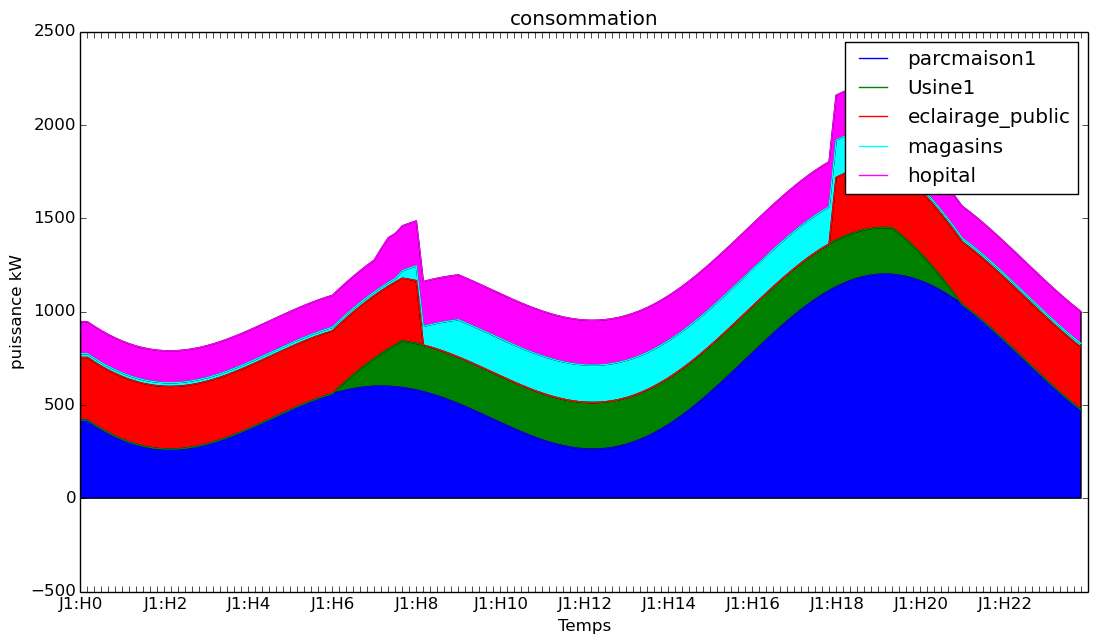 consommation
2500
2000
1500
1000
500
0
−500
puissance kW
parcmaison1
Usine1
eclairage_public
magasins
hopital
J1:H0 J1:H2 J1:H4 J1:H6 J1:H8 J1:H10 J1:H12 J1:H14 J1:H16 J1:H18 J1:H20 J1:H22
Temps